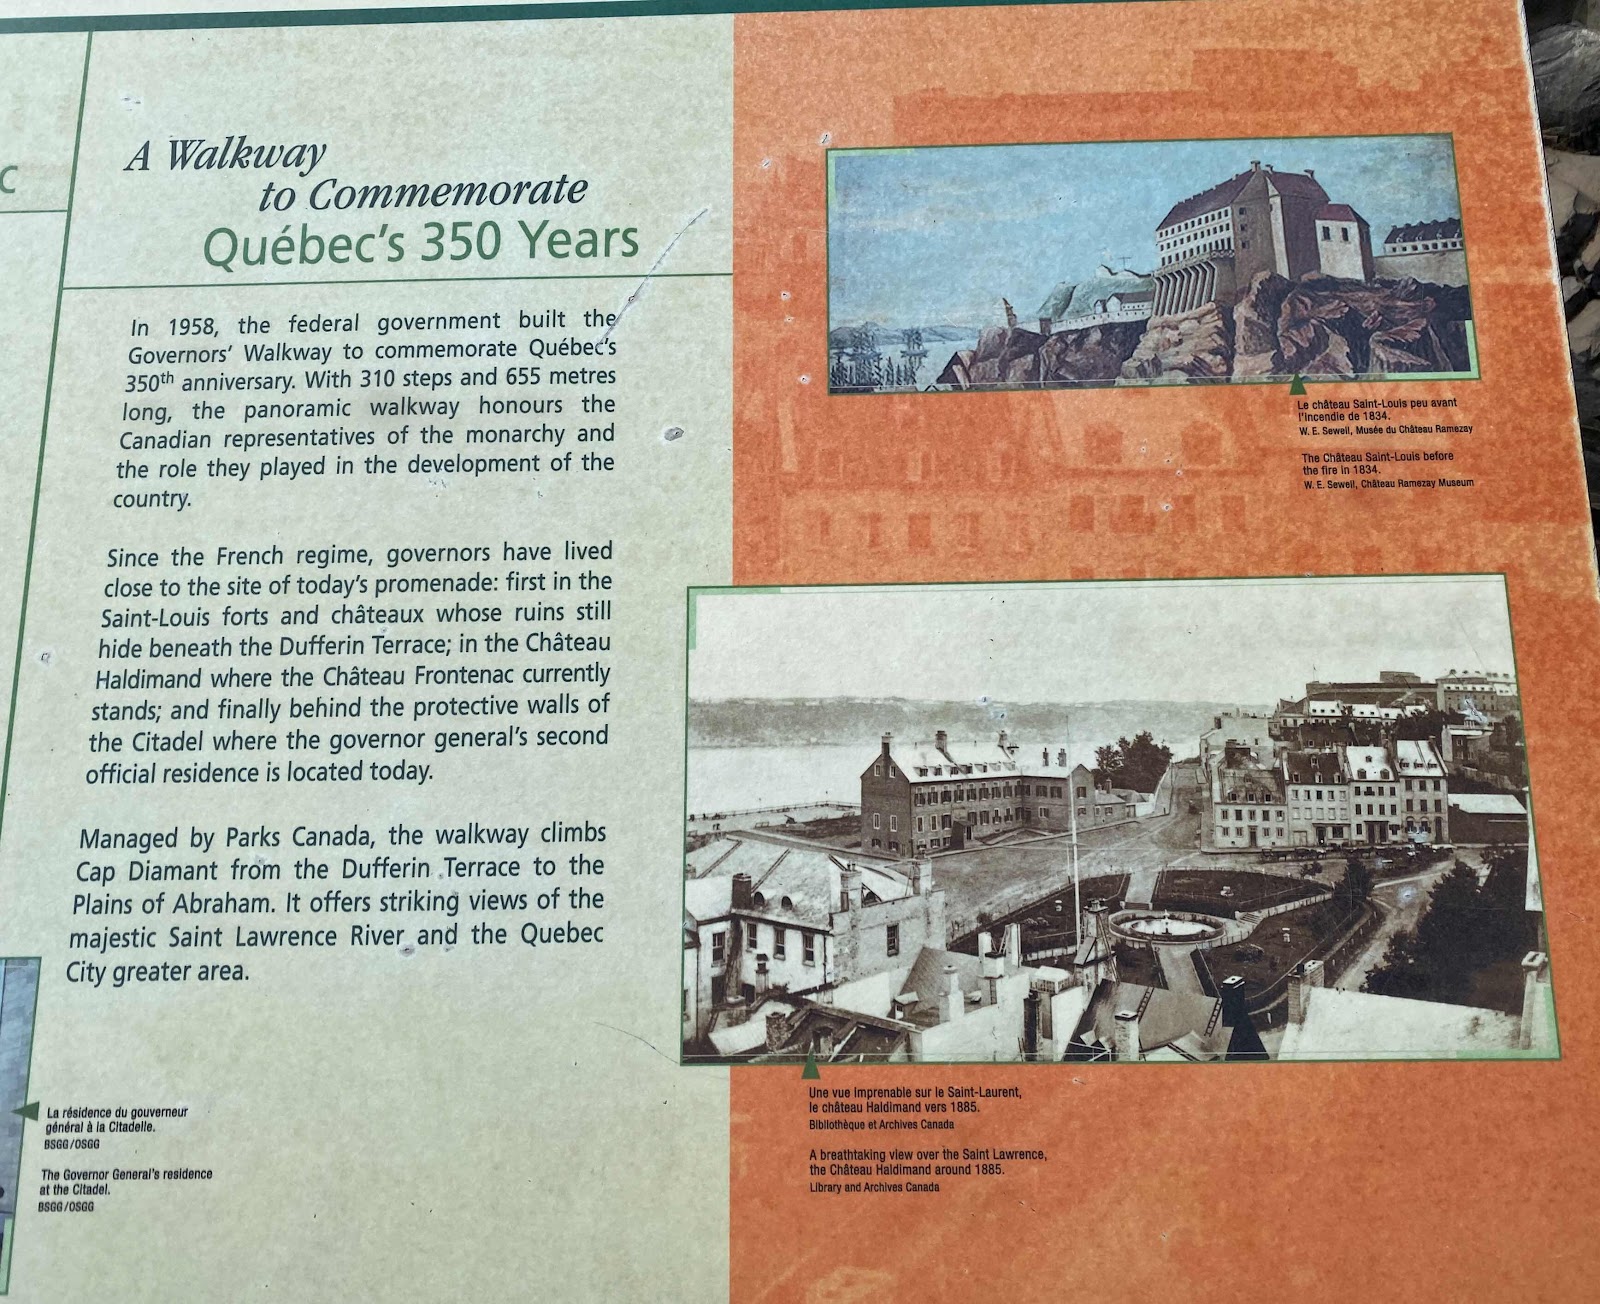 C
A Walkway
to Commemorate
Québec's 350 Years
In 1958, the federal government built the
Governors' Walkway to commemorate Québec's
350th anniversary. With 310 steps and 655 metres
long, the panoramic walkway honours the
Canadian representatives of the monarchy and
the role they played in the development of the
country.
Since the French regime, governors have lived
close to the site of today's promenade: first in the
Saint-Louis forts and châteaux whose ruins still
hide beneath the Dufferin Terrace; in the Château
Haldimand where the Château Frontenac currently
stands; and finally behind the protective walls of
the Citadel where the governor general's second
official residence is located today.
Managed by Parks Canada, the walkway climbs
Cap Diamant from the Dufferin Terrace to the
Plains of Abraham. It offers striking views of the
majestic Saint Lawrence River and the Quebec
City greater area.
La résidence du gouverneur
général à la Citadelle.
BSGG/OSGG
The Governor General's residence
at the Citadel.
BSGG/OSGG
Le château Saint-Louis peu avant
l'incendie de 1834.
W. E. Sewell, Musée du Château Ramezay
The Château Saint-Louis before
the fire in 1834.
W. E. Sewell, Château Ramezay Museum
Une vue imprenable sur le Saint-Laurent,
le château Haldimand vers 1885.
Bibliothèque et Archives Canada
A breathtaking view over the Saint Lawrence,
the Château Haldimand around 1885.
Library and Archives Canada